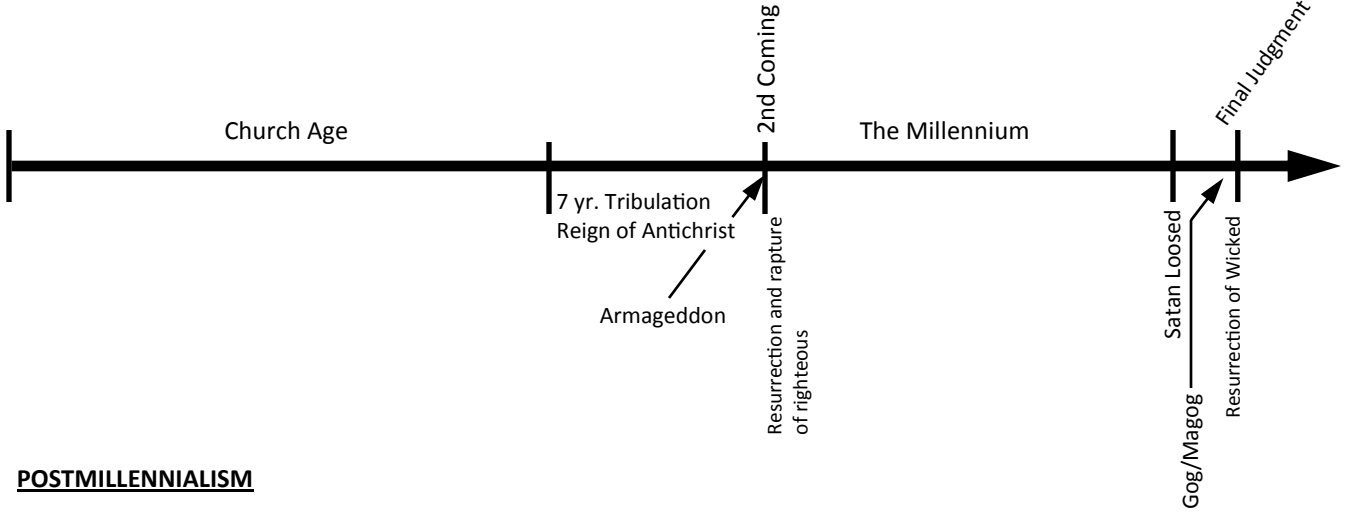 Church Age
2nd Coming
The Millennium
Final Judgment
7 yr. Tribulation
Reign of Antichrist
Armageddon
Resurrection and rapture
of righteous
Satan Loosed
Gog/Magog
Resurrection of Wicked
POSTMILLENNIALISM